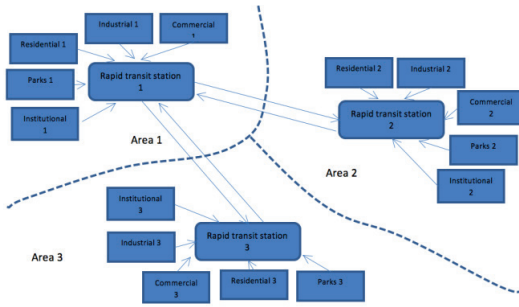 Industrial 1
Commercial
1
Residential 1
Rapid transit station
1
Parks 1
Institutional
1
Area 1
Residential 2
Industrial 2
Commercial
2
Rapid transit station
2
Parks 2
Institutional
2
Area 2
Institutional
3
Rapid transit station
3
Industrial 3
Commercial
3
Residential 3
Parks 3
Area 3